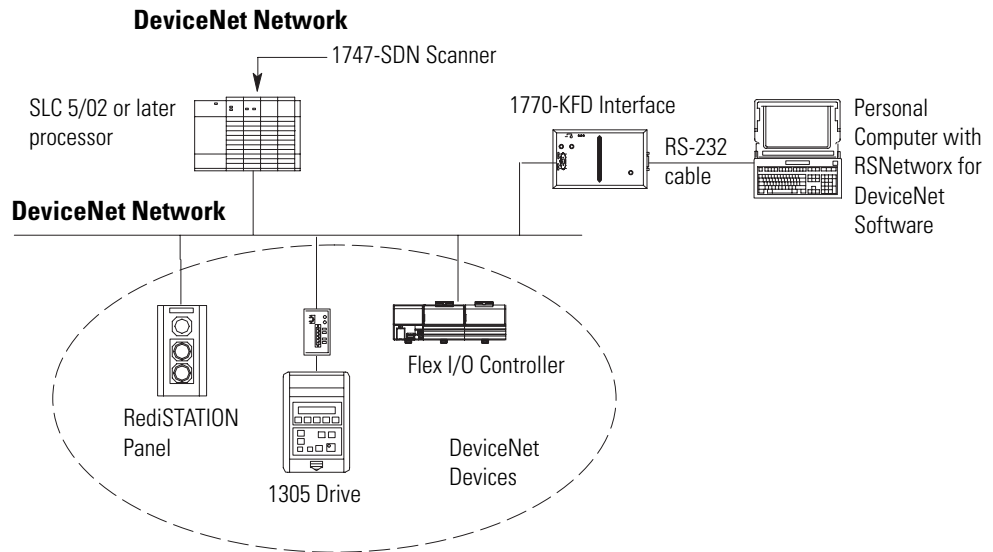 DeviceNet Network
1747-SDN Scanner
SLC 5/02 or later
processor
1770-KFD Interface
RS-232
cable
Personal
Computer with
RSNetworx for
DeviceNet
Software
DeviceNet Network
Flex I/O Controller
RediSTATION
Panel
1305 Drive
DeviceNet
Devices